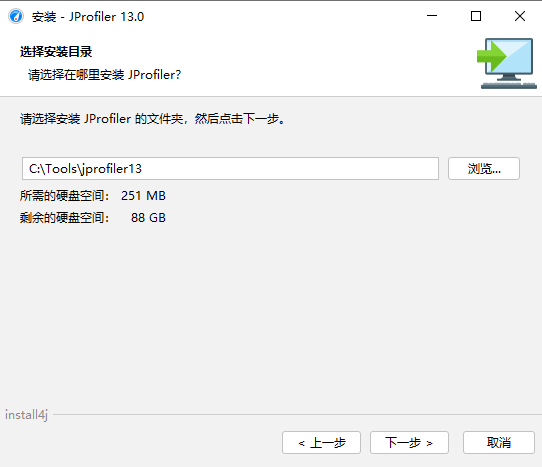 安装 - JProfiler 13.0
选择安装目录
请选择在哪里安装 JProfiler?
请选择安装 JProfiler 的文件夹，然后点击下一步。
C:\Tools\jprofiler13
浏览...
所需的硬盘空间： 251 MB
剩余的硬盘空间： 88 GB
install4j
< 上一步
下一步 >
取消